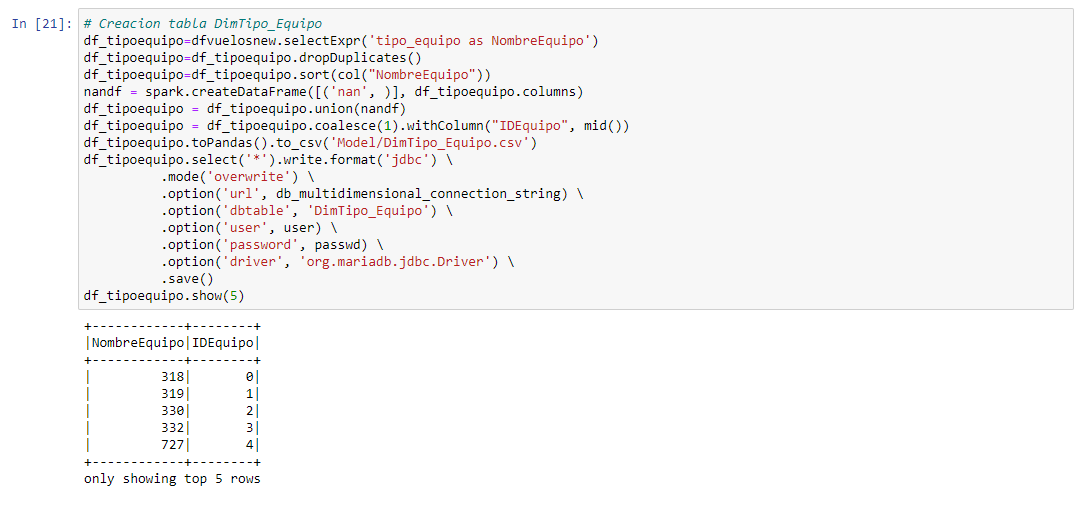 In [21]: # Creacion tabla DimTipo_Equipo
df_tipoequipo=dfvuelosnew.selectExpr('tipo_equipo as NombreEquipo')
df_tipoequipo=df_tipoequipo.dropDuplicates()
df_tipoequipo=df_tipoequipo.sort(col("NombreEquipo"))
nandf = spark.createDataFrame([('nan', )], df_tipoequipo.columns)
df_tipoequipo = df_tipoequipo.union(nandf)
df_tipoequipo = df_tipoequipo.coalesce(1).withColumn("IDEquipo", mid())
df_tipoequipo.toPandas().to_csv('Model/DimTipo_Equipo.csv')
df_tipoequipo.select('*').write.format('jdbc') \
          .mode('overwrite') \
          .option('url', db_multidimensional_connection_string) \
          .option('dbtable', 'DimTipo_Equipo') \
          .option('user', user) \
          .option('password', passwd) \
          .option('driver', 'org.mariadb.jdbc.Driver') \
          .save()
df_tipoequipo.show(5)
+------------+--------+
|NombreEquipo|IDEquipo|
+------------+--------+
|         318|       0|
|         319|       1|
|         330|       2|
|         332|       3|
|         727|       4|
+------------+--------+
only showing top 5 rows